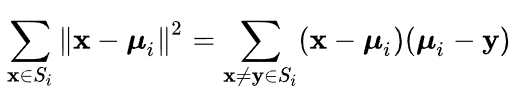 ∑_{𝐱∈S_i} ‖𝐱 − 𝝁_i‖² = ∑_{𝐱≠𝐲∈S_i} (𝐱 − 𝝁_i)(𝝁_i − 𝐲)